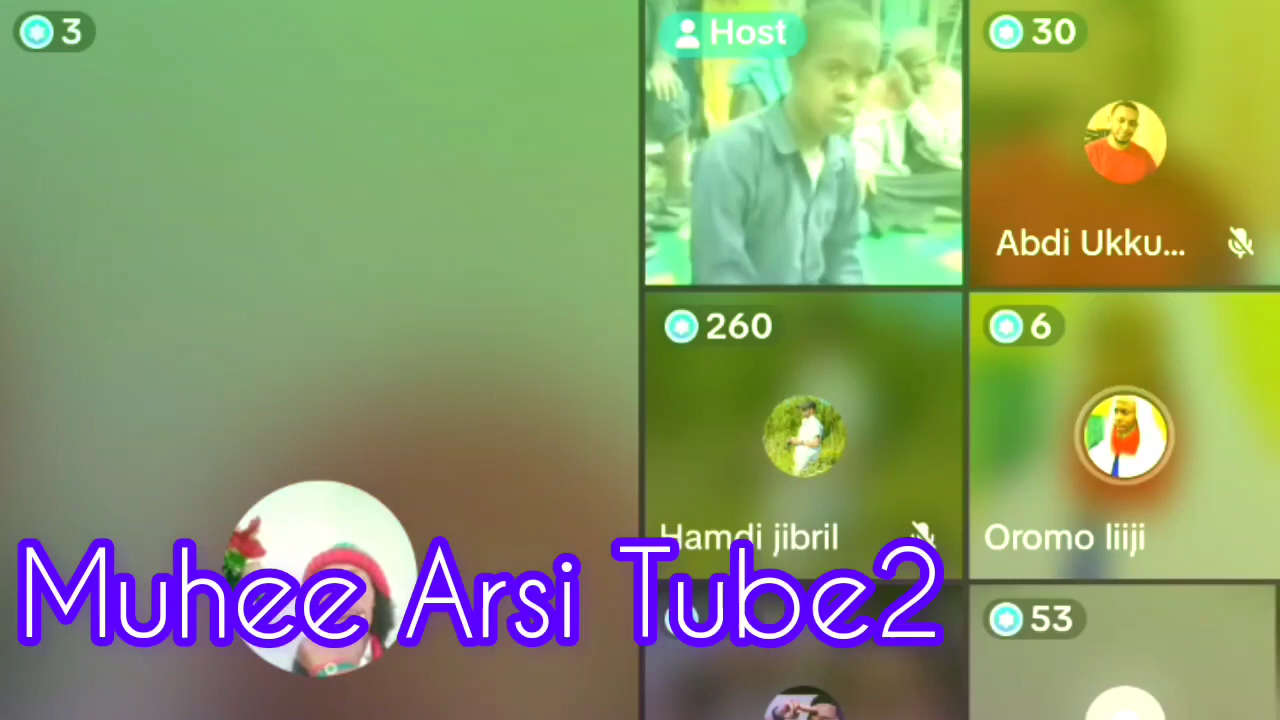 3
Host
30
Abdi Ukku...
260
6
Hamdi jibril
Oromo liiji
Muhee Arsi Tube2
53